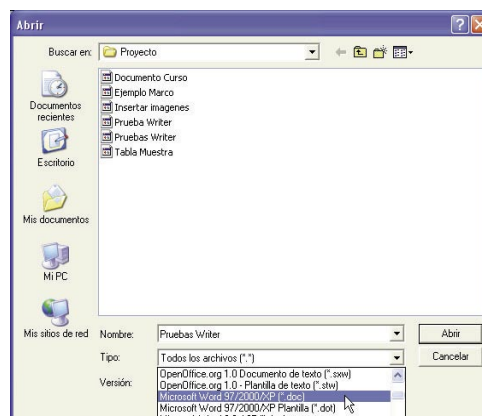 Abrir
Buscar en: Proyecto
Documentos recientes
Escritorio
Mis documentos
Mi PC
Mis sitios de red
Documento Curso
Ejemplo Marco
Insertar imagenes
Prueba Writer
Pruebas Writer
Tabla Muestra
Nombre: Pruebas Writer Abrir
Tipo: Todos los archivos (*.*) Cancelar
Versión:
OpenOffice.org 1.0 Documento de texto (*.sxw)
OpenOffice.org 1.0 - Plantilla de texto (*.stw)
Microsoft Word 97/2000/XP (*.doc)
Microsoft Word 97/2000/XP Plantilla (*.dot)